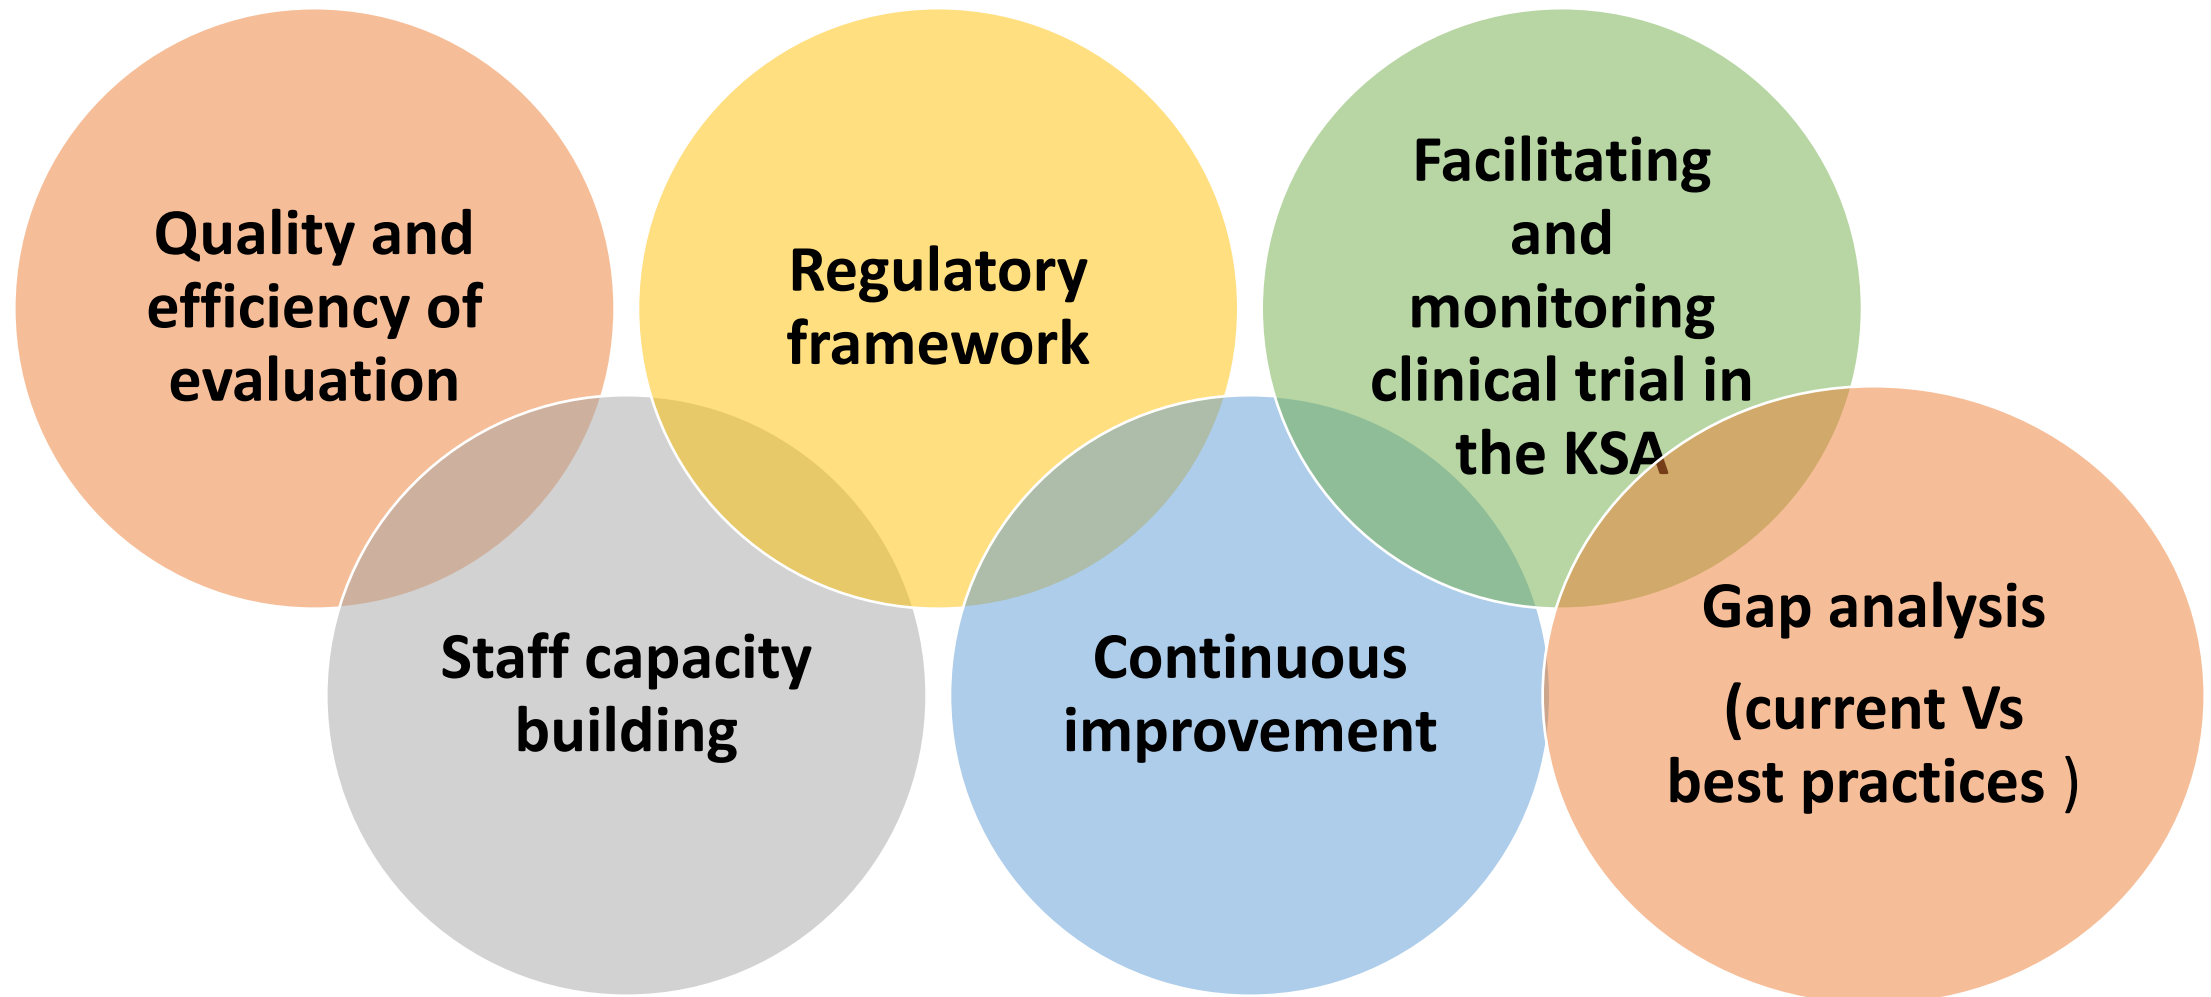 Quality and
efficiency of
evaluation
Regulatory
framework
Facilitating
and
monitoring
clinical trial in
the KSA
Staff capacity
building
Continuous
improvement
Gap analysis
(current Vs
best practices )